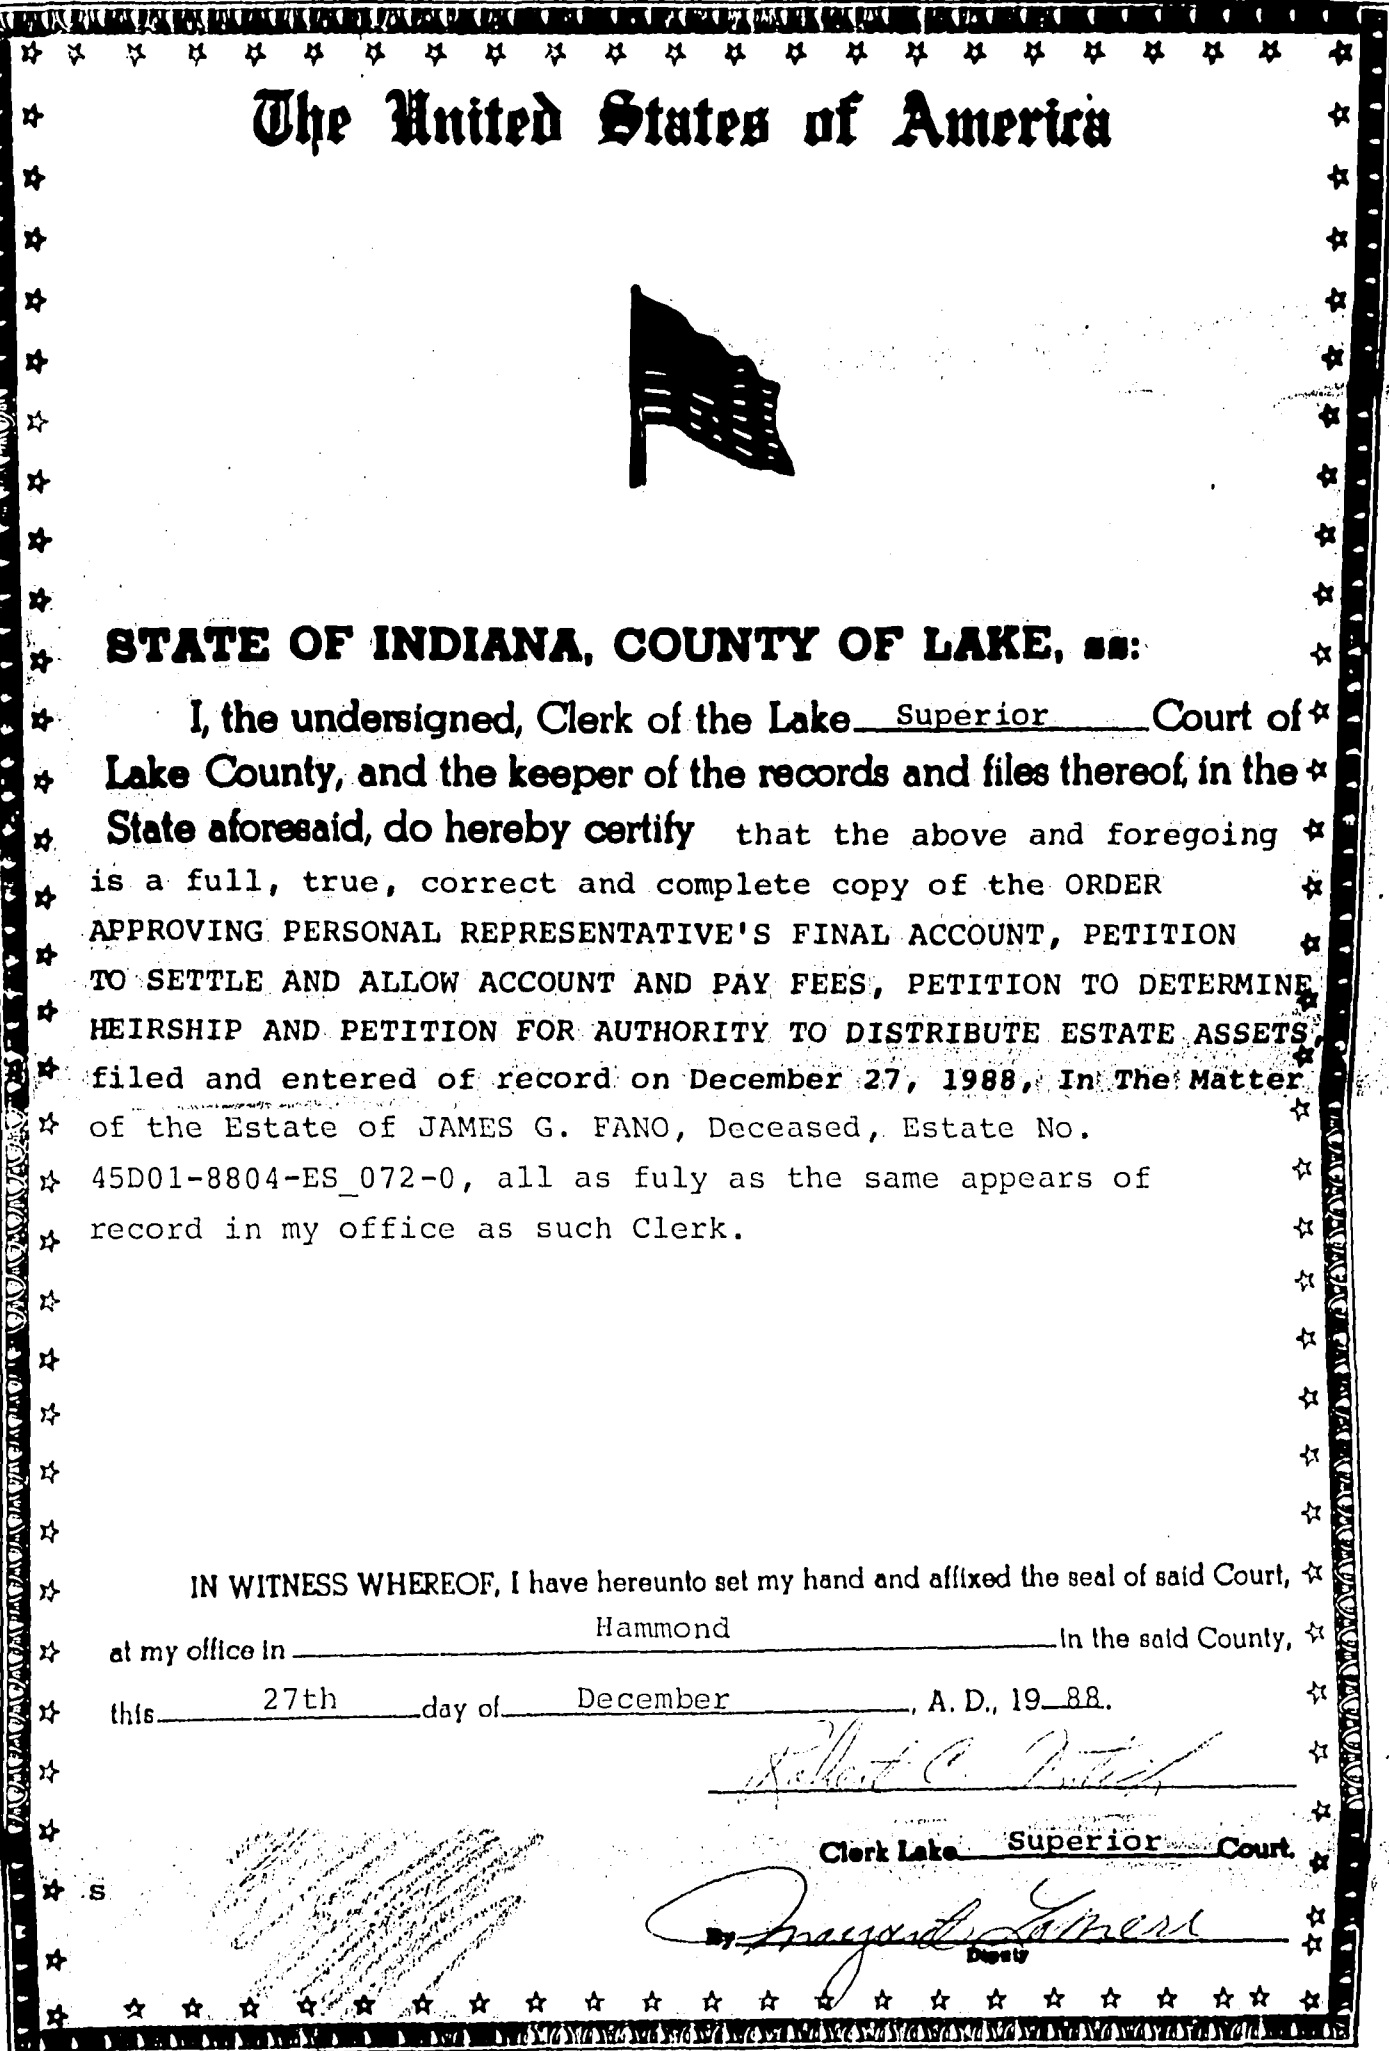 The United States of America
STATE OF INDIANA, COUNTY OF LAKE, ss:
I, the undersigned, Clerk of the Lake Superior Court of
Lake County, and the keeper of the records and files thereof, in the
State aforesaid, do hereby certify that the above and foregoing
is a full, true, correct and complete copy of the ORDER
APPROVING PERSONAL REPRESENTATIVE'S FINAL ACCOUNT, PETITION
TO SETTLE AND ALLOW ACCOUNT AND PAY FEES, PETITION TO DETERMINE
HEIRSHIP AND PETITION FOR AUTHORITY TO DISTRIBUTE ESTATE ASSETS,
filed and entered of record on December 27, 1988, In The Matter
of the Estate of JAMES G. FANO, Deceased, Estate No.
45D01-8804-ES_072-0, all as fuly as the same appears of
record in my office as such Clerk.
IN WITNESS WHEREOF, I have hereunto set my hand and affixed the seal of said Court,
at my office in Hammond in the said County,
this 27th day of December, A. D., 19 88.
Robert C.
Clerk Lake Superior Court.
s
By
Deputy